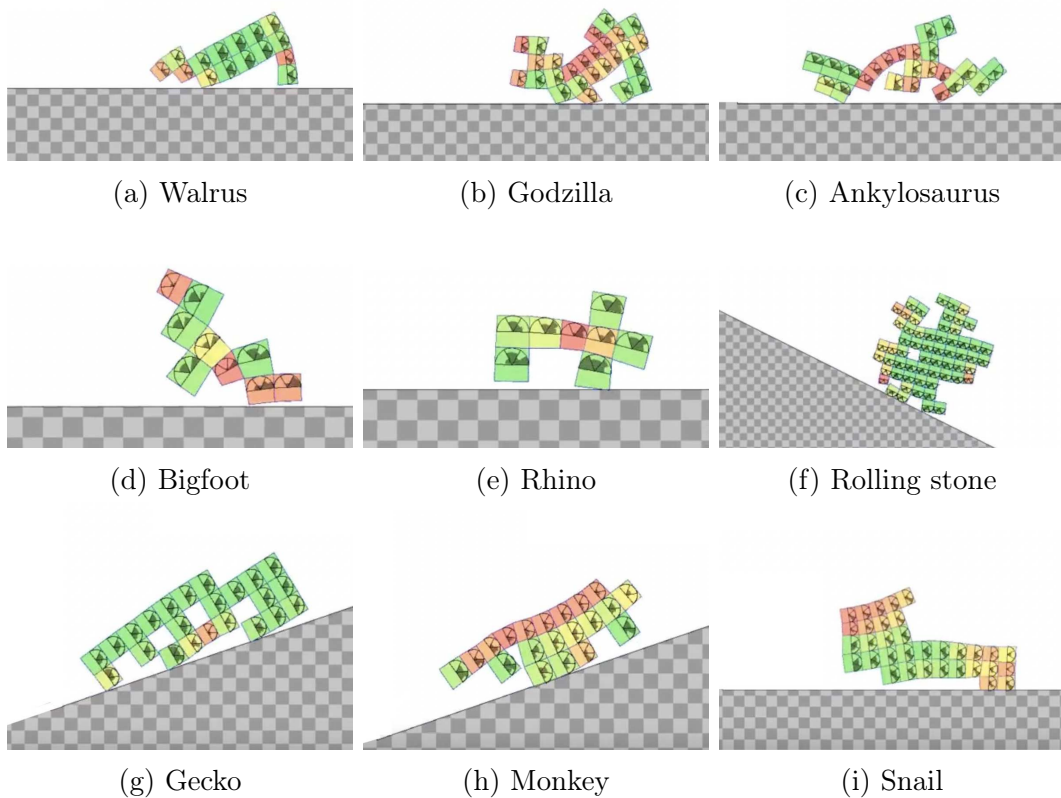 (a) Walrus
(b) Godzilla
(c) Ankylosaurus
(d) Bigfoot
(e) Rhino
(f) Rolling stone
(g) Gecko
(h) Monkey
(i) Snail